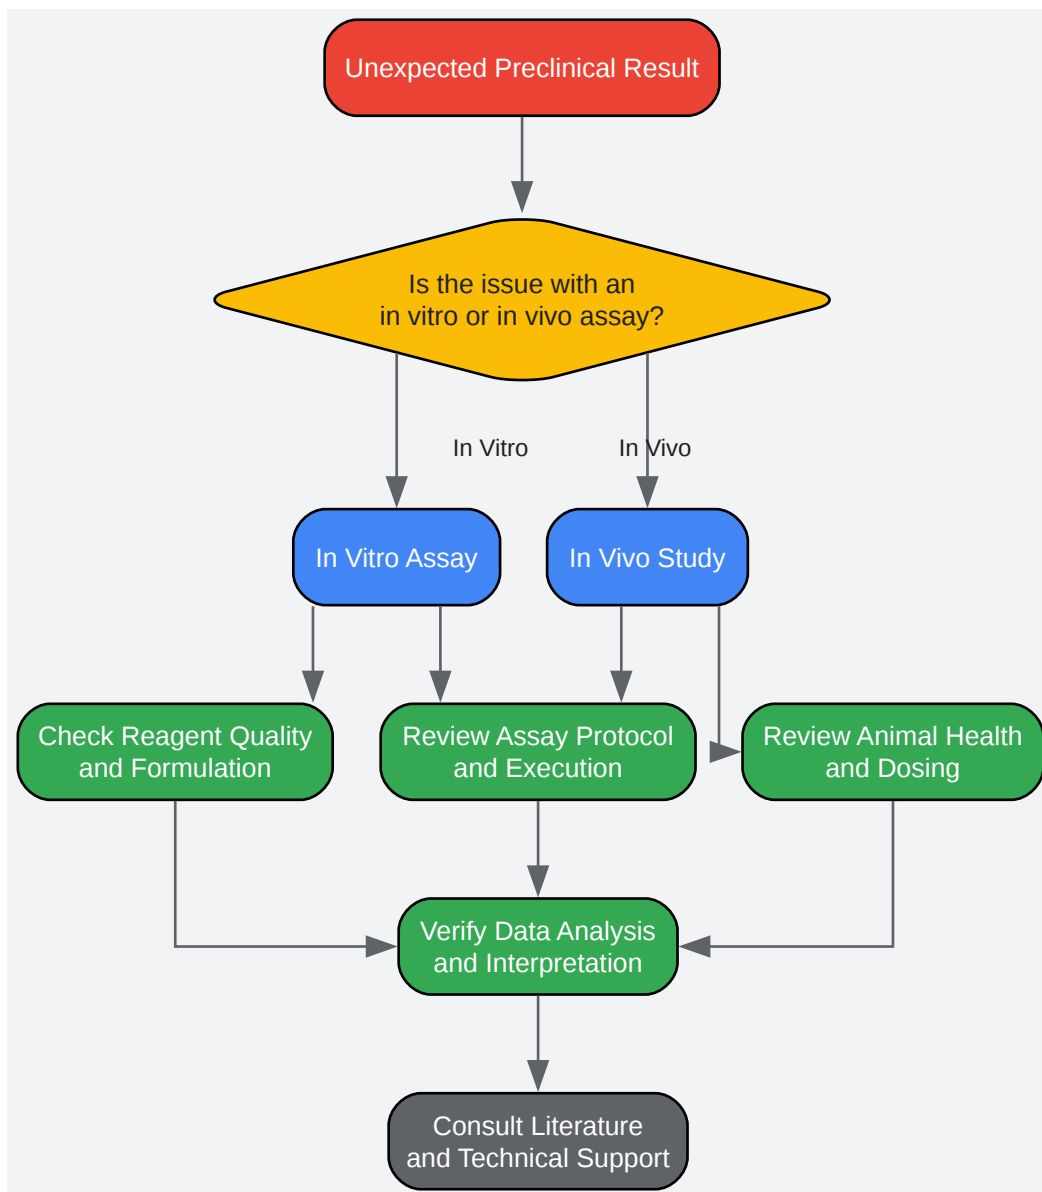 Unexpected Preclinical Result
Is the issue with an
in vitro or in vivo assay?
In Vitro
In Vivo
In Vitro Assay
In Vivo Study
Check Reagent Quality
and Formulation
Review Assay Protocol
and Execution
Review Animal Health
and Dosing
Verify Data Analysis
and Interpretation
Consult Literature
and Technical Support